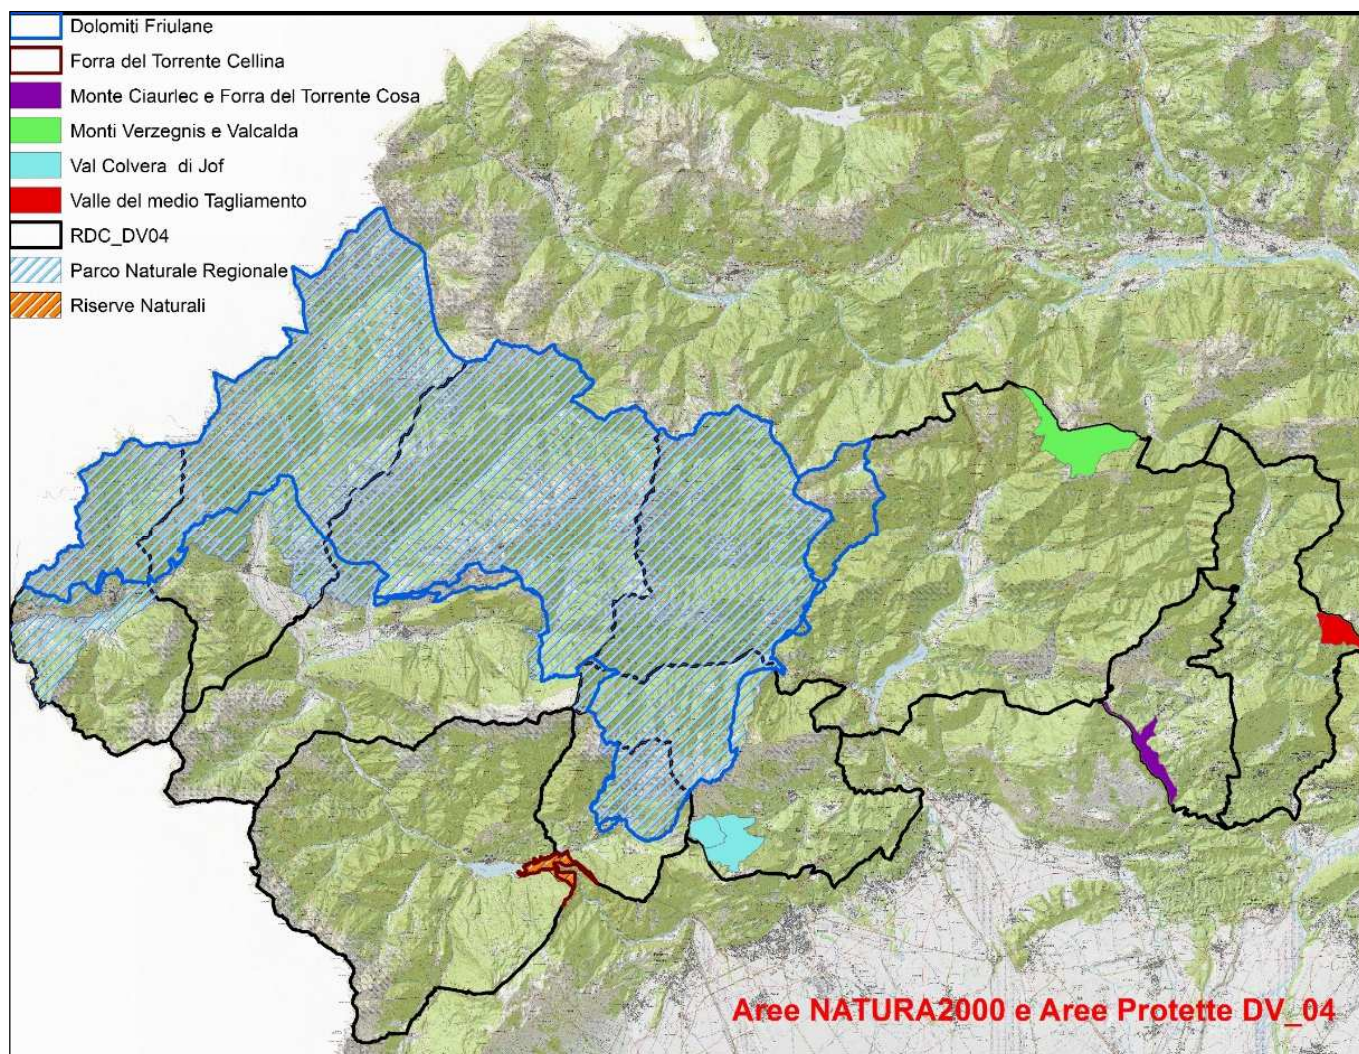 Dolomiti Friulane
Forra del Torrente Cellina
Monte Ciaurlec e Forra del Torrente Cosa
Monti Verzegnis e Valcalda
Val Colvera di Jof
Valle del medio Tagliamento
RDC_DV04
Parco Naturale Regionale
Riserve Naturali
Aree NATURA2000 e Aree Protette DV_04